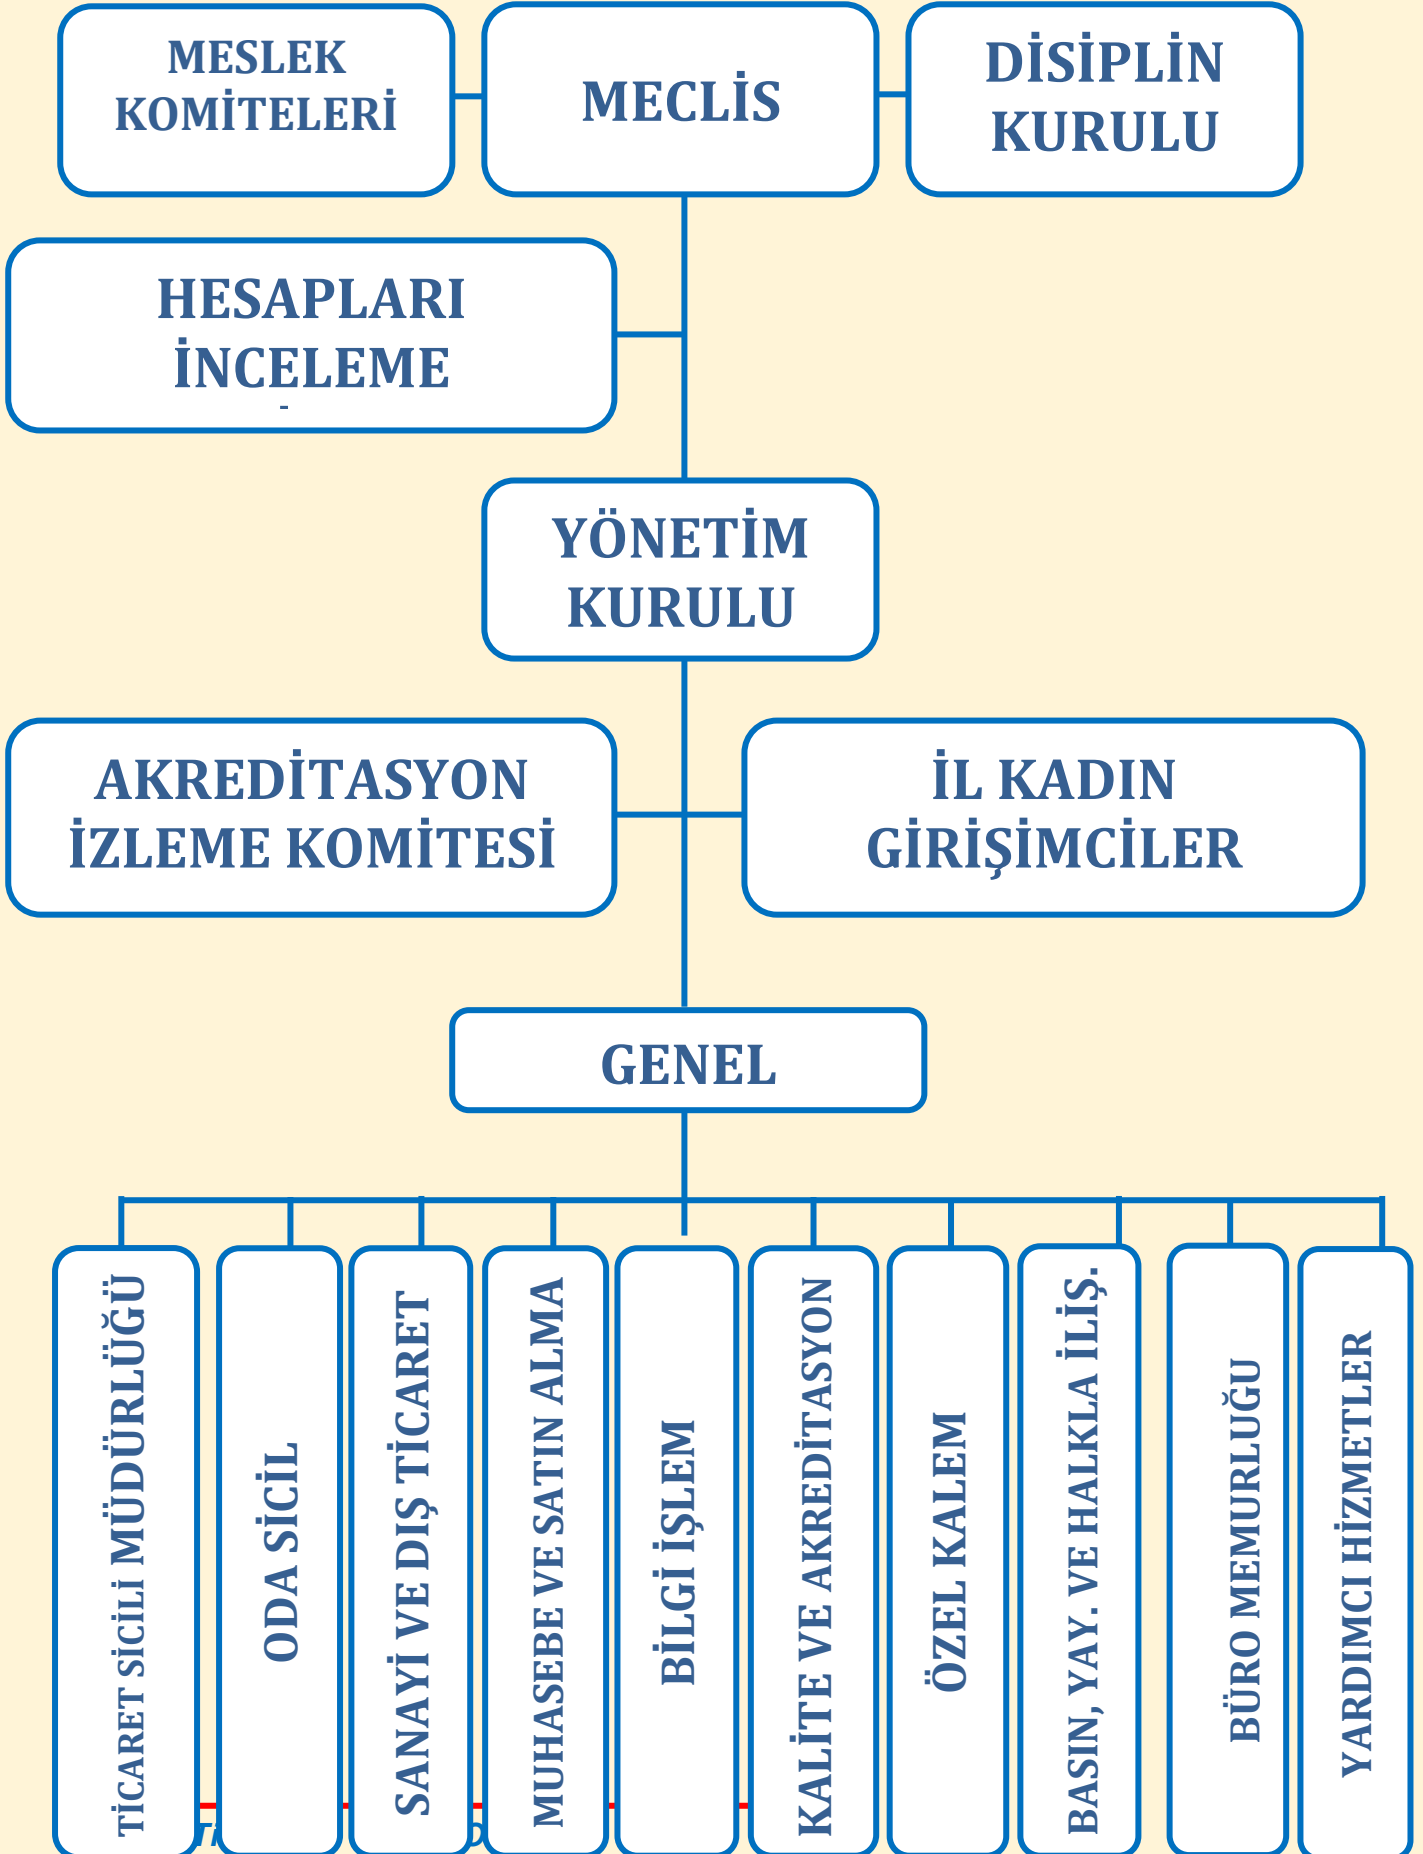 MESLEK
KOMİTELERİ
MECLİS
DİSİPLİN
KURULU
HESAPLARI
İNCELEME
YÖNETİM
KURULU
AKREDİTASYON
İZLEME KOMİTESİ
İL KADIN
GİRİŞİMCİLER
GENEL
TİCARET SİCİLİ MÜDÜRLÜĞÜ
ODA SİCİL
SANAYİ VE DIŞ TİCARET
MUHASEBE VE SATIN ALMA
BİLGİ İŞLEM
KALİTE VE AKREDİTASYON
ÖZEL KALEM
BASIN, YAY. VE HALKLA İLİŞ.
BÜRO MEMURLUĞU
YARDIMCI HİZMETLER